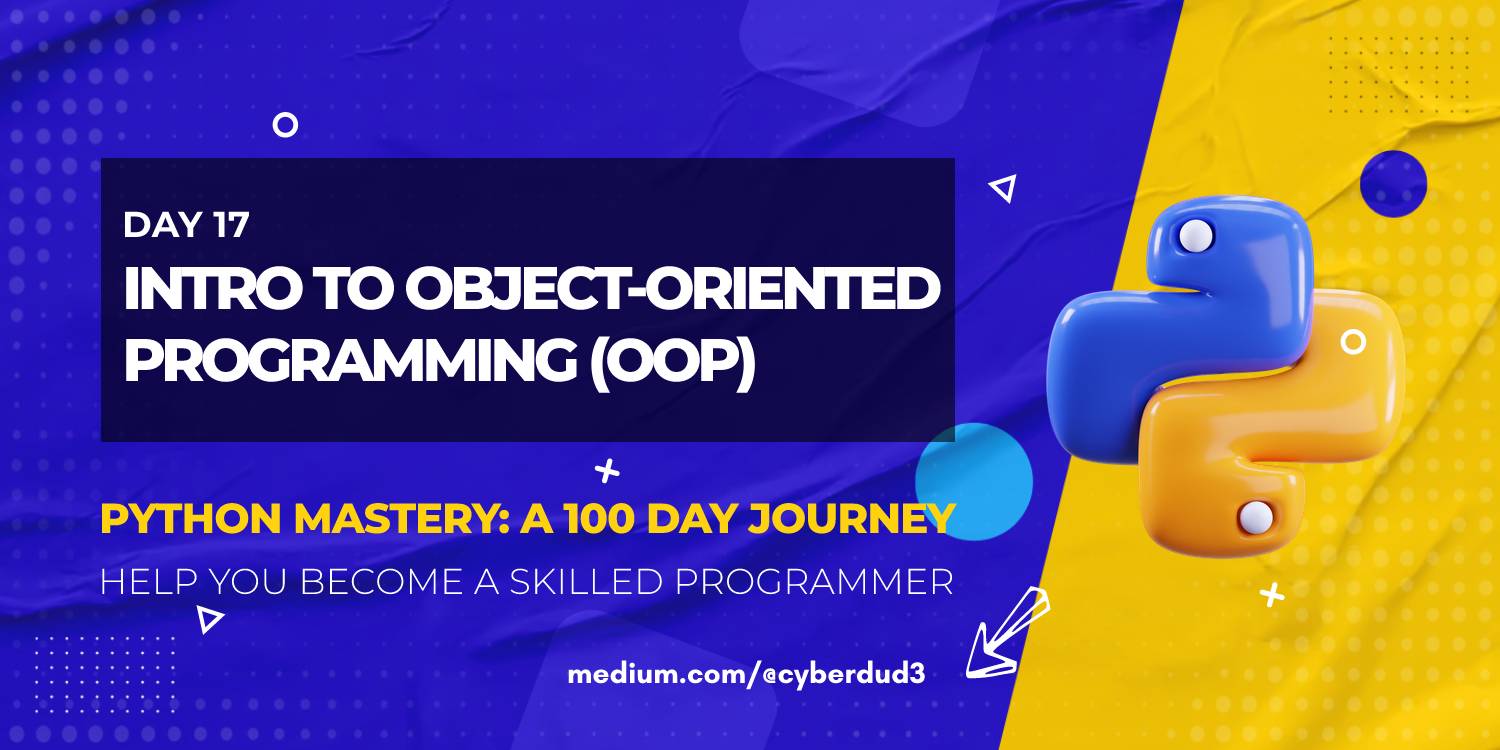 DAY 17
INTRO TO OBJECT-ORIENTED
PROGRAMMING (OOP)
PYTHON MASTERY: A 100 DAY JOURNEY
HELP YOU BECOME A SKILLED PROGRAMMER
medium.com/@cyberdud3